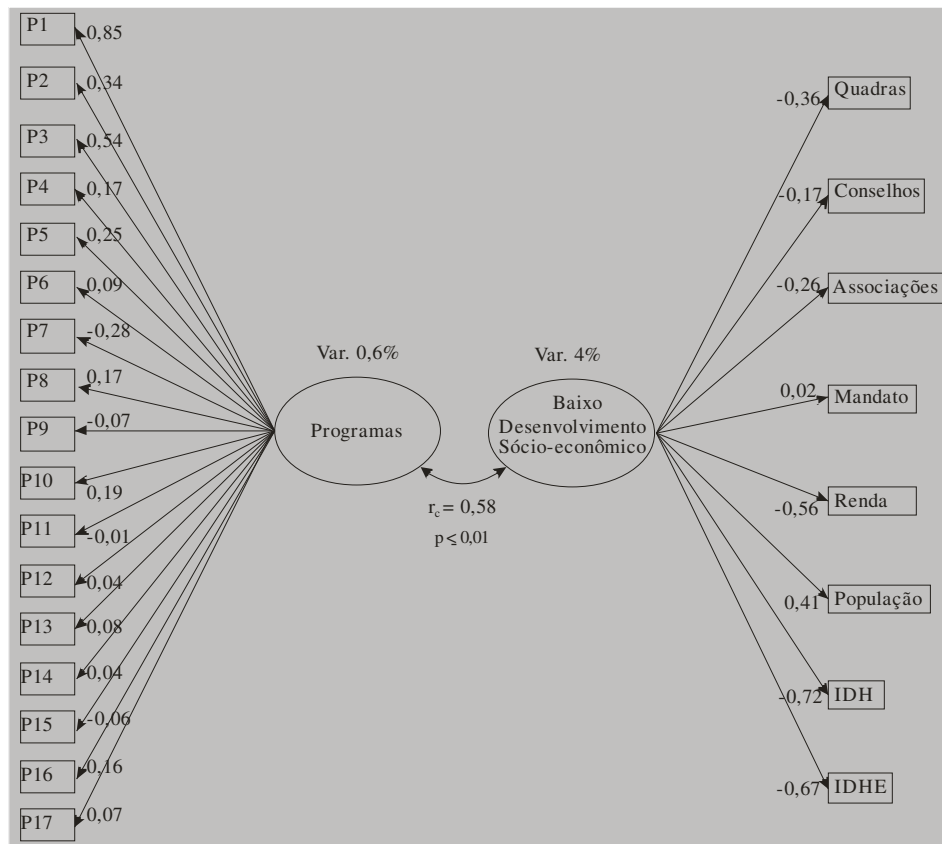 P1
0,85
P2
0,34
P3
0,54
P4
0,17
P5
0,25
P6
0,09
P7
-0,28
P8
0,17
P9
-0,07
P10
0,19
P11
-0,01
P12
0,04
P13
0,08
P14
0,04
P15
-0,06
P16
0,16
P17
0,07
Var. 0,6%
Programas
Var. 4%
Baixo
Desenvolvimento
Sócio-econômico
r_c = 0,58
p ≤ 0,01
-0,36
Quadras
-0,17
Conselhos
-0,26
Associações
0,02
Mandato
-0,56
Renda
0,41
População
-0,72
IDH
-0,67
IDHE